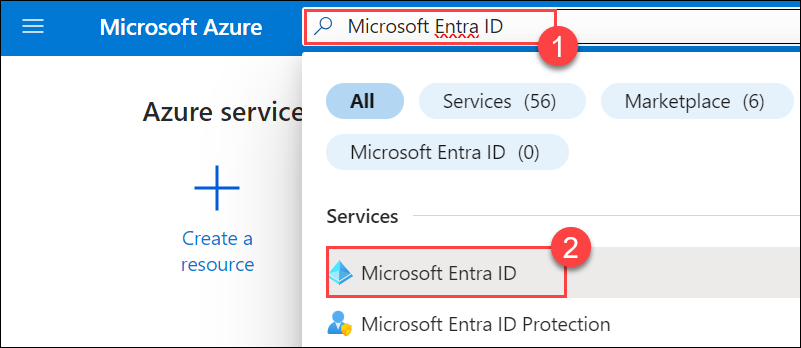 Microsoft Azure
Microsoft Entra ID
1
All
Services (56)
Marketplace (6)
Microsoft Entra ID (0)
Azure service
Create a
resource
Services
2
Microsoft Entra ID
Microsoft Entra ID Protection